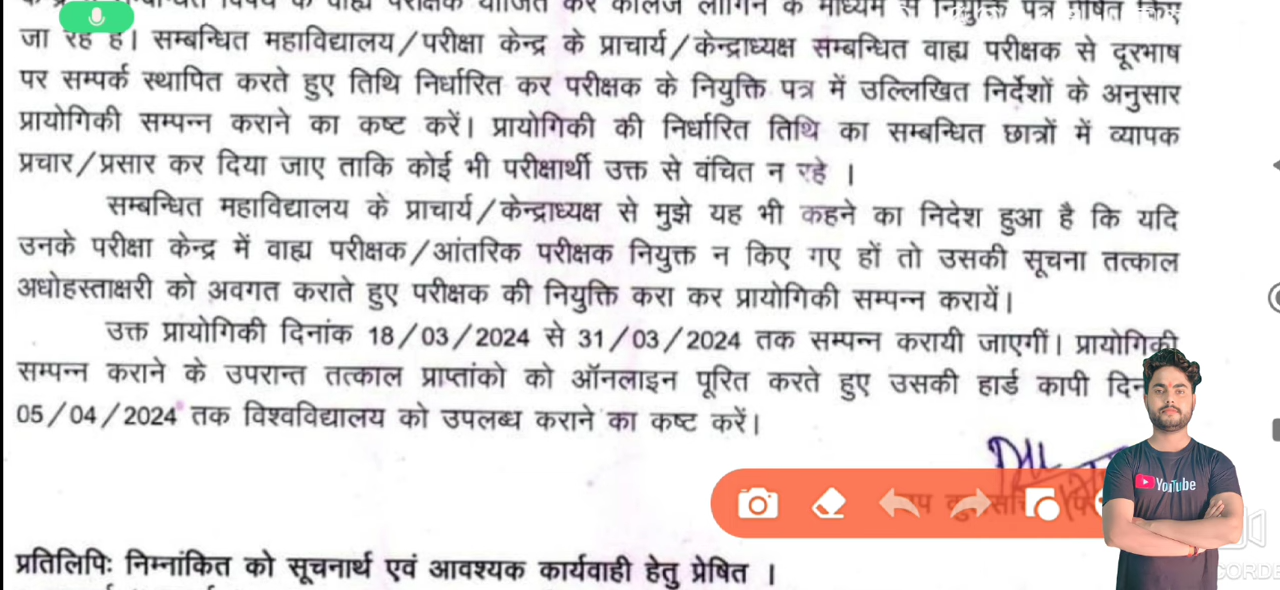 जा रहे हैं। सम्बन्धित महाविद्यालय/परीक्षा केन्द्र के प्राचार्य/केन्द्राध्यक्ष सम्बन्धित वाह्य परीक्षक से दूरभाष
पर सम्पर्क स्थापित करते हुए तिथि निर्धारित कर परीक्षक के नियुक्ति पत्र में उल्लिखित निर्देशों के अनुसार
प्रायोगिकी सम्पन्न कराने का कष्ट करें। प्रायोगिकी की निर्धारित तिथि का सम्बन्धित छात्रों में व्यापक
प्रचार/प्रसार कर दिया जाए ताकि कोई भी परीक्षार्थी उक्त से वंचित न रहे ।
सम्बन्धित महाविद्यालय के प्राचार्य/केन्द्राध्यक्ष से मुझे यह भी कहने का निदेश हुआ है कि यदि
उनके परीक्षा केन्द्र में वाह्य परीक्षक/आंतरिक परीक्षक नियुक्त न किए गए हों तो उसकी सूचना तत्काल
अधोहस्ताक्षरी को अवगत कराते हुए परीक्षक की नियुक्ति करा कर प्रायोगिकी सम्पन्न करायें।
उक्त प्रायोगिकी दिनांक 18/03/2024 से 31/03/2024 तक सम्पन्न करायी जाएगीं। प्रायोगिकी
सम्पन्न कराने के उपरान्त तत्काल प्राप्तांको को ऑनलाइन पूरित करते हुए उसकी हार्ड कापी
05/04/2024 तक विश्वविद्यालय को उपलब्ध कराने का कष्ट करें।
YouTube
प्रतिलिपिः निम्नांकित को सूचनार्थ एवं आवश्यक कार्यवाही हेतु प्रेषित ।